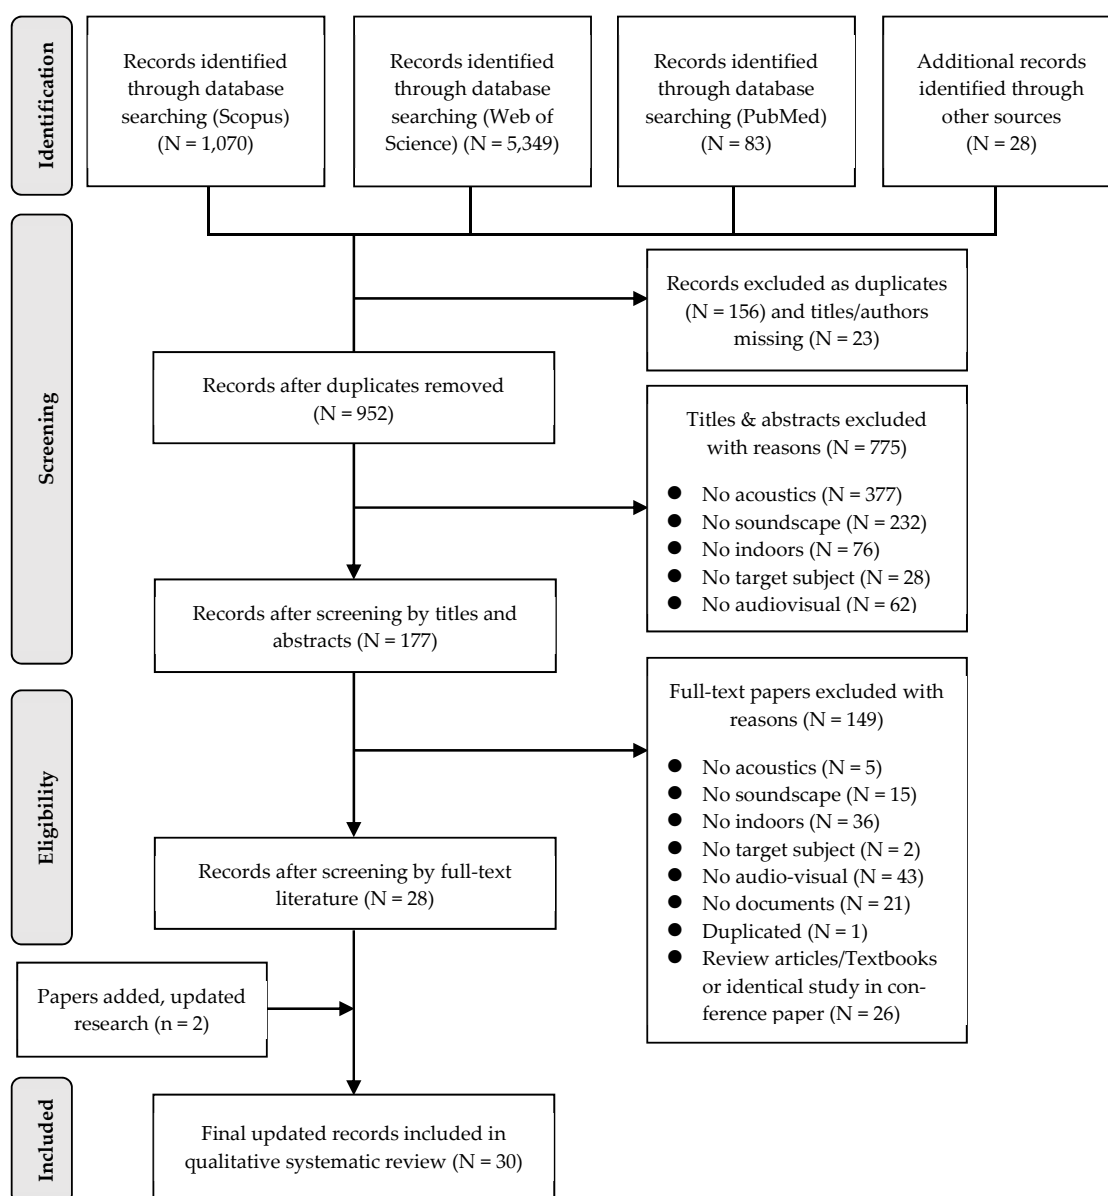 Identification
Records identified
through database
searching (Scopus)
(N = 1,070)
Records identified
through database
searching (Web of
Science) (N = 5,349)
Records identified
through database
searching (PubMed)
(N = 83)
Additional records
identified through
other sources
(N = 28)
Screening
Records excluded as duplicates
(N = 156) and titles/authors
missing (N = 23)
Records after duplicates removed
(N = 952)
Titles & abstracts excluded
with reasons (N = 775)
● No acoustics (N = 377)
● No soundscape (N = 232)
● No indoors (N = 76)
● No target subject (N = 28)
● No audiovisual (N = 62)
Records after screening by titles and
abstracts (N = 177)
Eligibility
Full-text papers excluded with
reasons (N = 149)
● No acoustics (N = 5)
● No soundscape (N = 15)
● No indoors (N = 36)
● No target subject (N = 2)
● No audio-visual (N = 43)
● No documents (N = 21)
● Duplicated (N = 1)
● Review articles/Textbooks
or identical study in con-
ference paper (N = 26)
Records after screening by full-text
literature (N = 28)
Papers added, updated
research (n = 2)
Included
Final updated records included in
qualitative systematic review (N = 30)